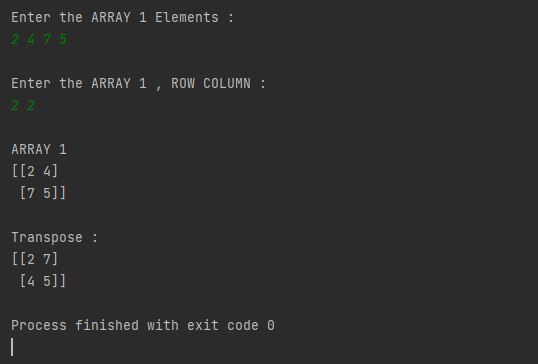 Enter the ARRAY 1 Elements :
2 4 7 5
Enter the ARRAY 1 , ROW COLUMN :
2 2
ARRAY 1
[[2 4]
 [7 5]]
Transpose :
[[2 7]
 [4 5]]
Process finished with exit code 0